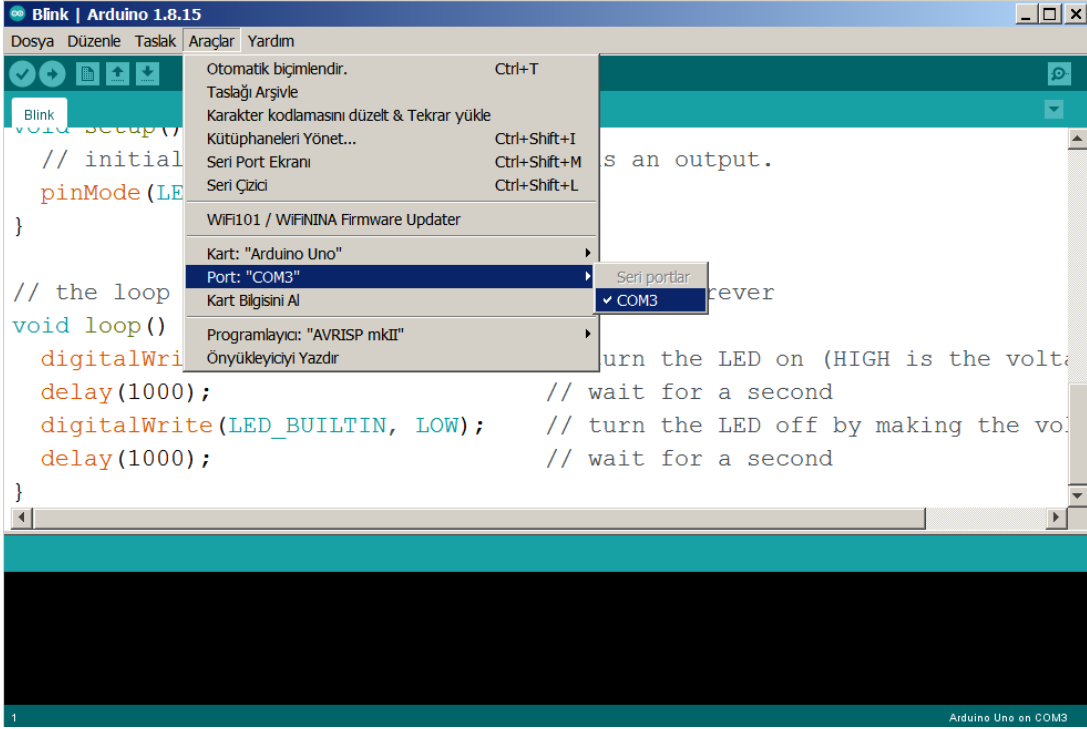 Blink | Arduino 1.8.15
Dosya Düzenle Taslak Araçlar Yardım
Otomatik biçimlendir. Ctrl+T
Taslağı Arşivle
Karakter kodlamasını düzelt & Tekrar yükle
Kütüphaneleri Yönet... Ctrl+Shift+I
Seri Port Ekranı Ctrl+Shift+M
Seri Çizici Ctrl+Shift+L
WiFi101 / WiFiNINA Firmware Updater
Kart: "Arduino Uno"
Port: "COM3"
Kart Bilgisini Al
Programlayıcı: "AVRISP mkII"
Önyükleyiciyi Yazdır
Seri portlar
COM3
Blink
void setup()
// initial s an output.
pinMode(LE
}
// the loop rever
void loop()
digitalWri urn the LED on (HIGH is the volta
delay(1000); // wait for a second
digitalWrite(LED_BUILTIN, LOW); // turn the LED off by making the vol
delay(1000); // wait for a second
}
1 Arduino Uno on COM3